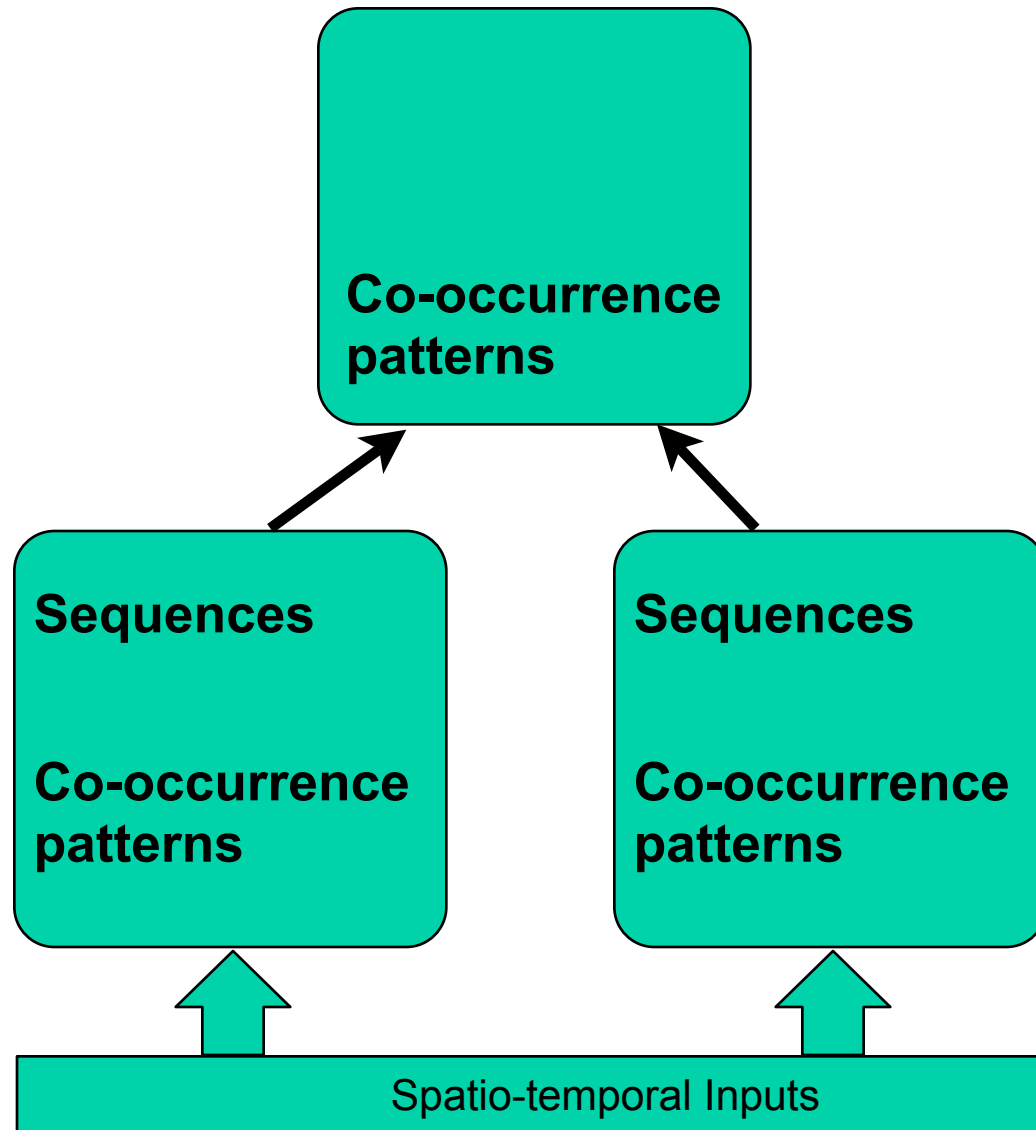 Co-occurrence
patterns
Sequences
Co-occurrence
patterns
Sequences
Co-occurrence
patterns
Spatio-temporal Inputs